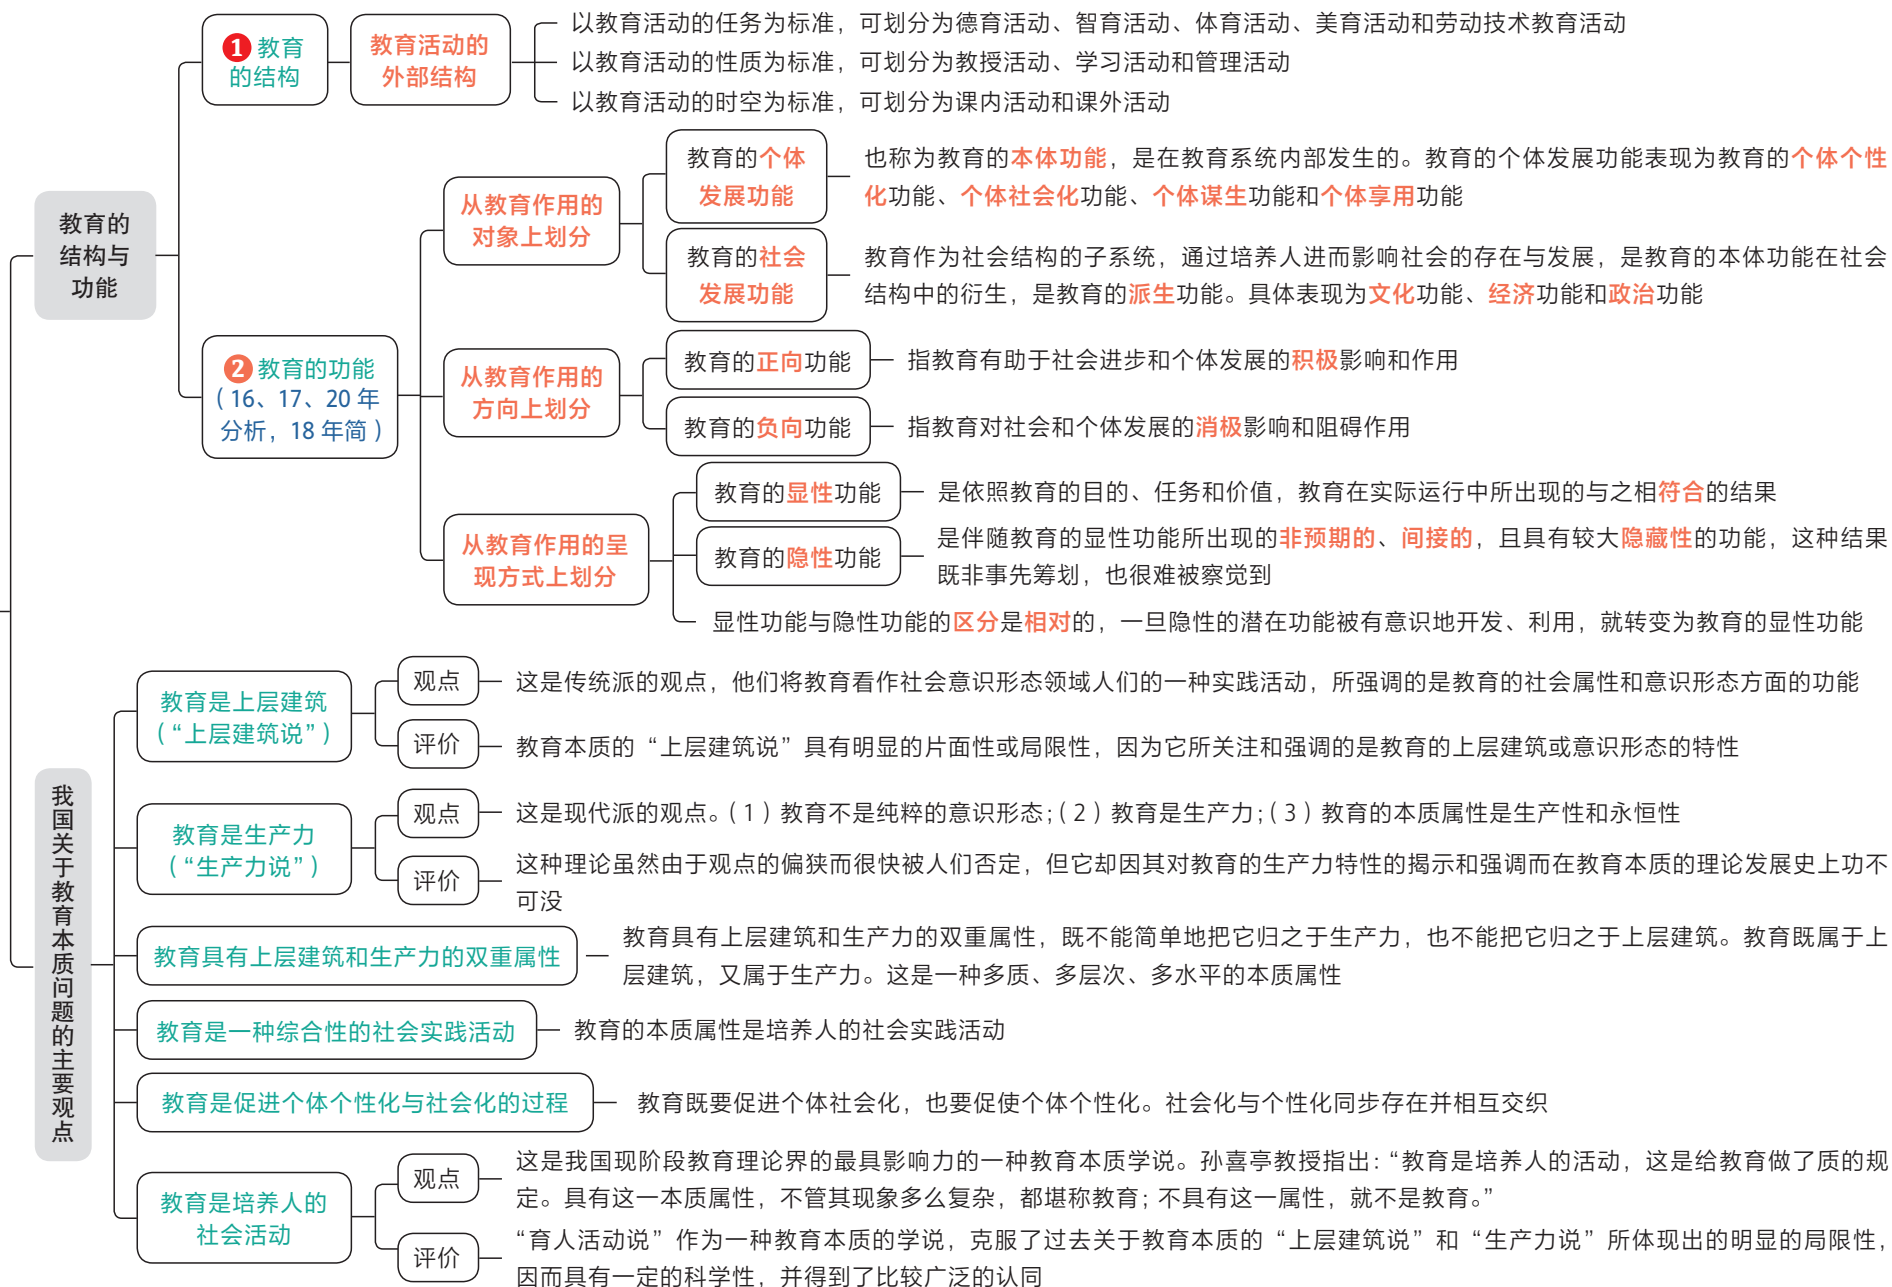 教育的
结构与
功能
❶ 教育
的结构
教育活动的
外部结构
以教育活动的任务为标准，可划分为德育活动、智育活动、体育活动、美育活动和劳动技术教育活动
以教育活动的性质为标准，可划分为教授活动、学习活动和管理活动
以教育活动的时空为标准，可划分为课内活动和课外活动
❷ 教育的功能
（16、17、20 年
分析，18 年简）
从教育作用的
对象上划分
教育的个体
发展功能
也称为教育的本体功能，是在教育系统内部发生的。教育的个体发展功能表现为教育的个体个性
化功能、个体社会化功能、个体谋生功能和个体享用功能
教育的社会
发展功能
教育作为社会结构的子系统，通过培养人进而影响社会的存在与发展，是教育的本体功能在社会
结构中的衍生，是教育的派生功能。具体表现为文化功能、经济功能和政治功能
从教育作用的
方向上划分
教育的正向功能
指教育有助于社会进步和个体发展的积极影响和作用
教育的负向功能
指教育对社会和个体发展的消极影响和阻碍作用
从教育作用的呈
现方式上划分
教育的显性功能
是依照教育的目的、任务和价值，教育在实际运行中所出现的与之相符合的结果
教育的隐性功能
是伴随教育的显性功能所出现的非预期的、间接的，且具有较大隐藏性的功能，这种结果
既非事先筹划，也很难被察觉到
显性功能与隐性功能的区分是相对的，一旦隐性的潜在功能被有意识地开发、利用，就转变为教育的显性功能
我国关于教育本质问题的主要观点
教育是上层建筑
（“上层建筑说”）
观点
这是传统派的观点，他们将教育看作社会意识形态领域人们的一种实践活动，所强调的是教育的社会属性和意识形态方面的功能
评价
教育本质的“上层建筑说”具有明显的片面性或局限性，因为它所关注和强调的是教育的上层建筑或意识形态的特性
教育是生产力
（“生产力说”）
观点
这是现代派的观点。（1）教育不是纯粹的意识形态；（2）教育是生产力；（3）教育的本质属性是生产性和永恒性
评价
这种理论虽然由于观点的偏狭而很快被人们否定，但它却因其对教育的生产力特性的揭示和强调而在教育本质的理论发展史上功不
可没
教育具有上层建筑和生产力的双重属性
教育具有上层建筑和生产力的双重属性，既不能简单地把它归之于生产力，也不能把它归之于上层建筑。教育既属于上
层建筑，又属于生产力。这是一种多质、多层次、多水平的本质属性
教育是一种综合性的社会实践活动
教育的本质属性是培养人的社会实践活动
教育是促进个体个性化与社会化的过程
教育既要促进个体社会化，也要促使个体个性化。社会化与个性化同步存在并相互交织
教育是培养人的
社会活动
观点
这是我国现阶段教育理论界的最具影响力的一种教育本质学说。孙喜亭教授指出：“教育是培养人的活动，这是给教育做了质的规
定。具有这一本质属性，不管其现象多么复杂，都堪称教育；不具有这一属性，就不是教育。”
评价
“育人活动说”作为一种教育本质的学说，克服了过去关于教育本质的“上层建筑说”和“生产力说”所体现出的明显的局限性，
因而具有一定的科学性，并得到了比较广泛的认同